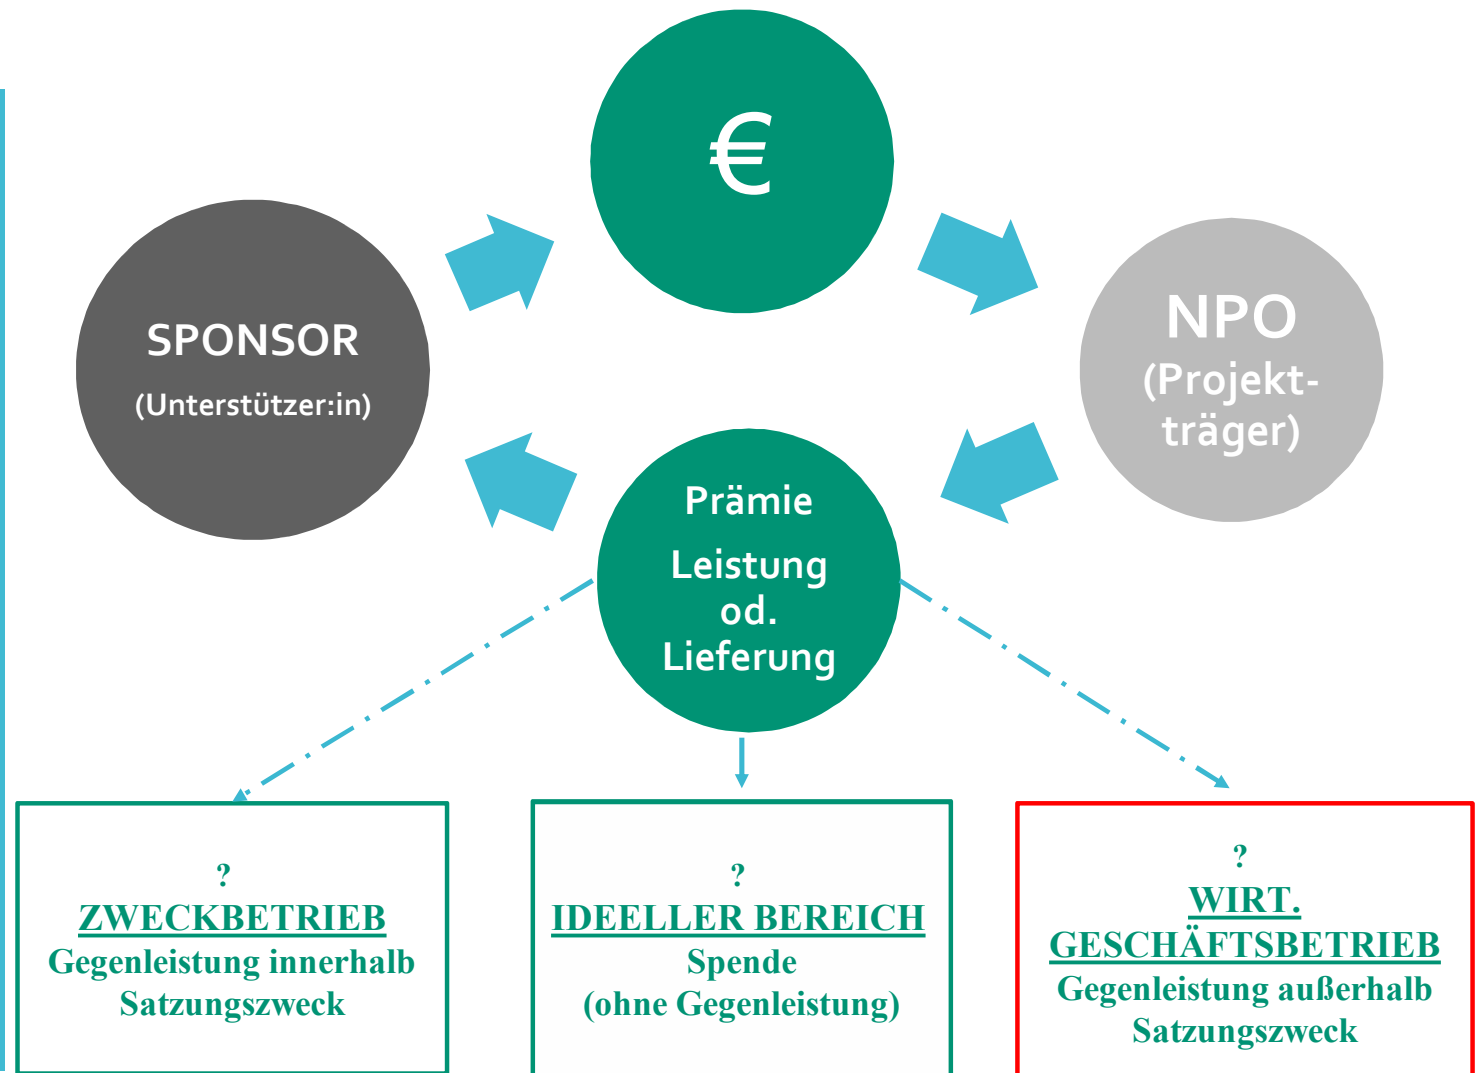 €
SPONSOR
(Unterstützer:in)
NPO
(Projekt-
träger)
Prämie
Leistung
od.
Lieferung
?
ZWECKBETRIEB
Gegenleistung innerhalb
Satzungszweck
?
IDEELLER BEREICH
Spende
(ohne Gegenleistung)
?
WIRT.
GESCHÄFTSBETRIEB
Gegenleistung außerhalb
Satzungszweck